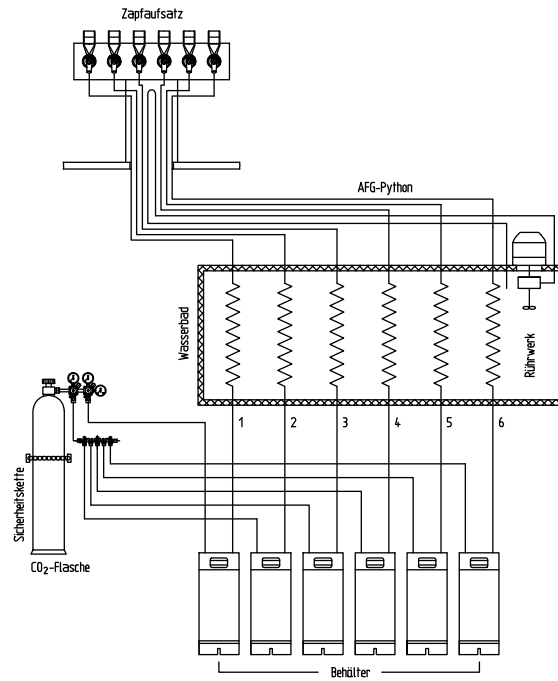 Zapfaufsatz
AFG-Python
Wasserbad
Rührwerk
1 2 3 4 5 6
Sicherheitskette
CO₂-Flasche
Behälter